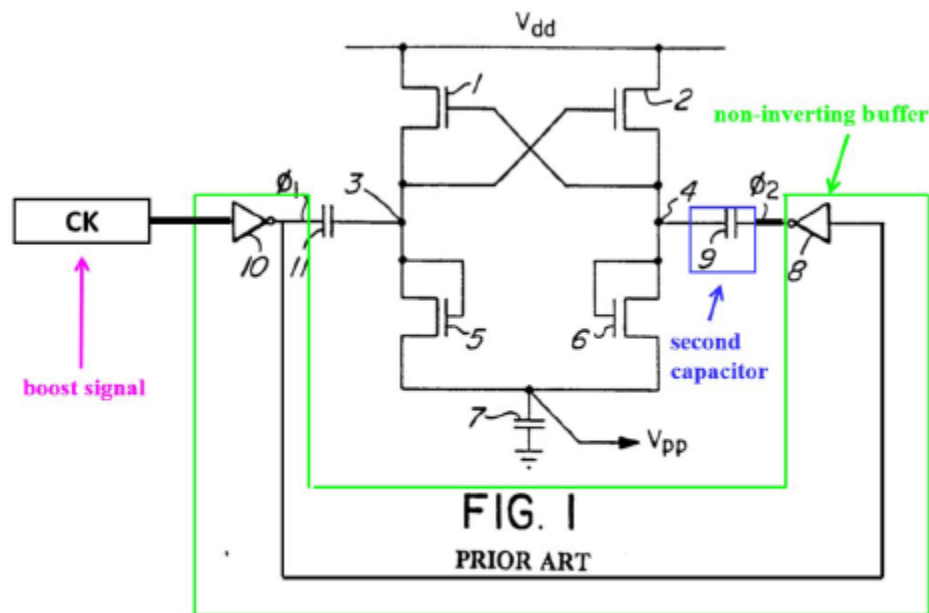 Vdd
1
2
non-inverting buffer
CK
ø1
3
4
ø2
10
11
9
8
5
6
second
capacitor
boost signal
7
Vpp
FIG. 1
PRIOR ART